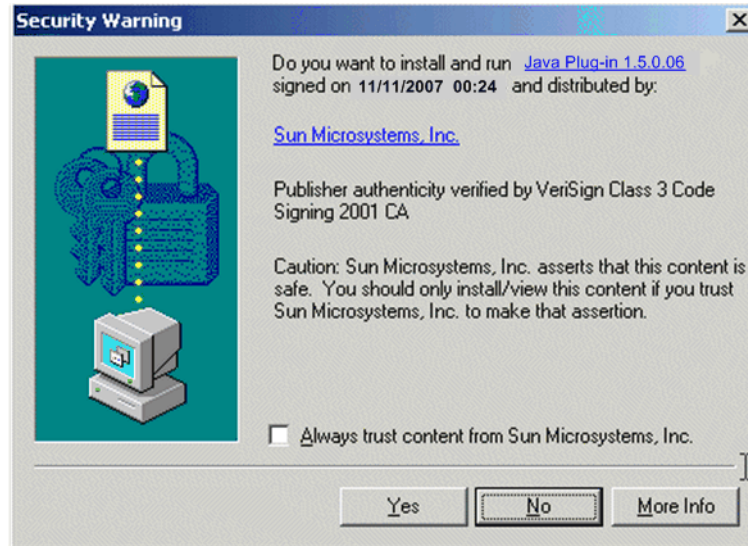 Security Warning
Do you want to install and run Java Plug-in 1.5.0.06
signed on 11/11/2007 00:24 and distributed by:
Sun Microsystems, Inc.
Publisher authenticity verified by VeriSign Class 3 Code
Signing 2001 CA
Caution: Sun Microsystems, Inc. asserts that this content is
safe. You should only install/view this content if you trust
Sun Microsystems, Inc. to make that assertion.
Always trust content from Sun Microsystems, Inc.
Yes No More Info